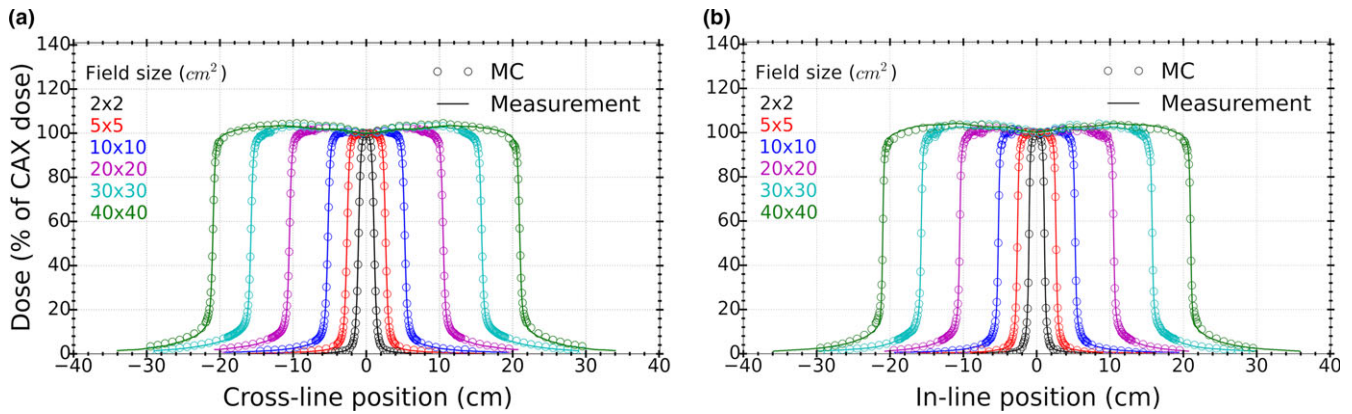 (a)
Dose (% of CAX dose)
140
120
100
80
60
40
20
0
Field size (cm²)
2x2
5x5
10x10
20x20
30x30
40x40
MC
Measurement
−40 −30 −20 −10 0 10 20 30 40
Cross-line position (cm)
(b)
140
120
100
80
60
40
20
0
Field size (cm²)
2x2
5x5
10x10
20x20
30x30
40x40
MC
Measurement
−40 −30 −20 −10 0 10 20 30 40
In-line position (cm)